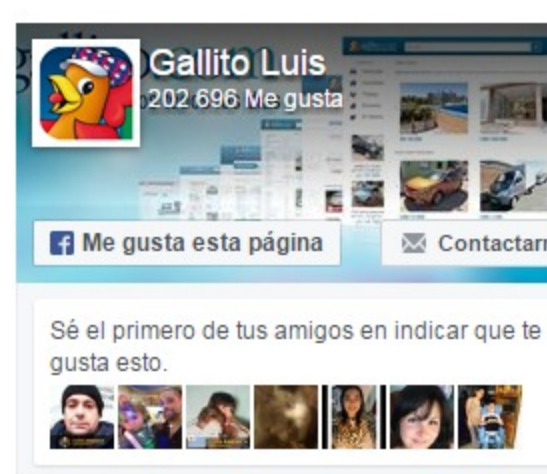 Gallito Luis
202 696 Me gusta
Me gusta esta página
Contactarn
Sé el primero de tus amigos en indicar que te
gusta esto.